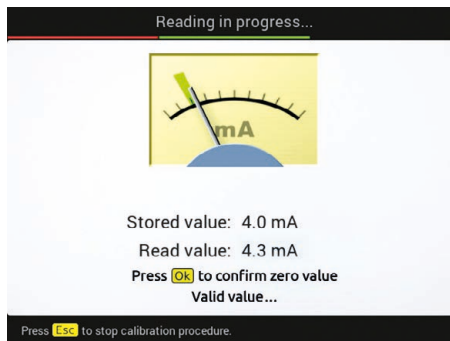 Reading in progress...
mA
Stored value: 4.0 mA
Read value: 4.3 mA
Press Ok to confirm zero value
Valid value...
Press Esc to stop calibration procedure.